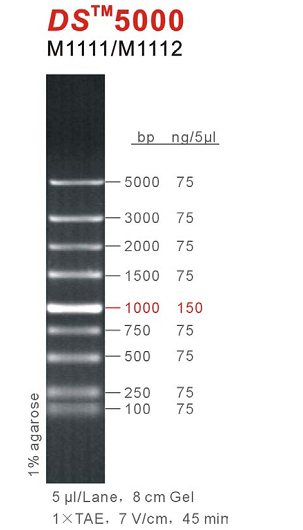 DS™5000
M1111/M1112
bp ng/5µl
5000 75
3000 75
2000 75
1500 75
1000 150
750 75
500 75
250 75
100 75
1% agarose
5 µl/Lane, 8 cm Gel
1×TAE, 7 V/cm, 45 min